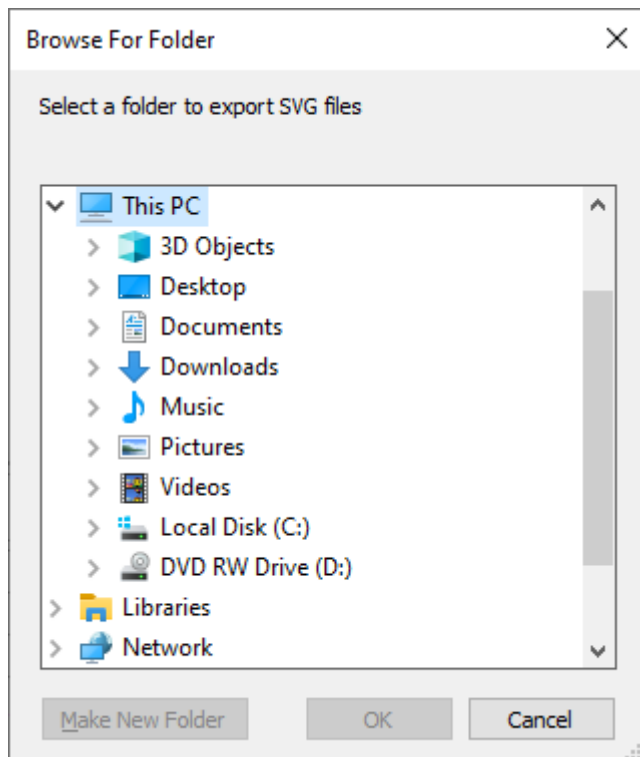 Browse For Folder
Select a folder to export SVG files
This PC
3D Objects
Desktop
Documents
Downloads
Music
Pictures
Videos
Local Disk (C:)
DVD RW Drive (D:)
Libraries
Network
Make New Folder OK Cancel